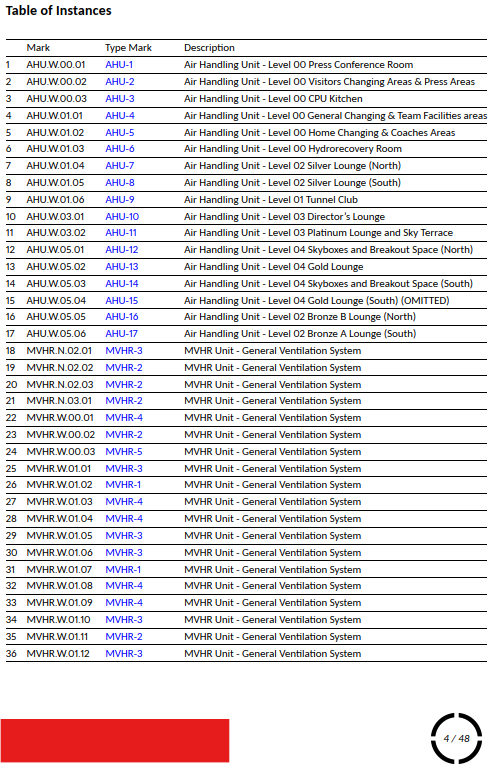 Table of Instances
Mark Type Mark Description
1 AHU.W.00.01 AHU-1 Air Handling Unit - Level 00 Press Conference Room
2 AHU.W.00.02 AHU-2 Air Handling Unit - Level 00 Visitors Changing Areas & Press Areas
3 AHU.W.00.03 AHU-3 Air Handling Unit - Level 00 CPU Kitchen
4 AHU.W.01.01 AHU-4 Air Handling Unit - Level 00 General Changing & Team Facilities areas
5 AHU.W.01.02 AHU-5 Air Handling Unit - Level 00 Home Changing & Coaches Areas
6 AHU.W.01.03 AHU-6 Air Handling Unit - Level 00 Hydrorecovery Room
7 AHU.W.01.04 AHU-7 Air Handling Unit - Level 02 Silver Lounge (North)
8 AHU.W.01.05 AHU-8 Air Handling Unit - Level 02 Silver Lounge (South)
9 AHU.W.01.06 AHU-9 Air Handling Unit - Level 01 Tunnel Club
10 AHU.W.03.01 AHU-10 Air Handling Unit - Level 03 Director's Lounge
11 AHU.W.03.02 AHU-11 Air Handling Unit - Level 03 Platinum Lounge and Sky Terrace
12 AHU.W.05.01 AHU-12 Air Handling Unit - Level 04 Skyboxes and Breakout Space (North)
13 AHU.W.05.02 AHU-13 Air Handling Unit - Level 04 Gold Lounge
14 AHU.W.05.03 AHU-14 Air Handling Unit - Level 04 Skyboxes and Breakout Space (South)
15 AHU.W.05.04 AHU-15 Air Handling Unit - Level 04 Gold Lounge (South) (OMITTED)
16 AHU.W.05.05 AHU-16 Air Handling Unit - Level 02 Bronze B Lounge (North)
17 AHU.W.05.06 AHU-17 Air Handling Unit - Level 02 Bronze A Lounge (South)
18 MVHR.N.02.01 MVHR-3 MVHR Unit - General Ventilation System
19 MVHR.N.02.02 MVHR-2 MVHR Unit - General Ventilation System
20 MVHR.N.02.03 MVHR-2 MVHR Unit - General Ventilation System
21 MVHR.N.03.01 MVHR-2 MVHR Unit - General Ventilation System
22 MVHR.W.00.01 MVHR-4 MVHR Unit - General Ventilation System
23 MVHR.W.00.02 MVHR-2 MVHR Unit - General Ventilation System
24 MVHR.W.00.03 MVHR-5 MVHR Unit - General Ventilation System
25 MVHR.W.01.01 MVHR-3 MVHR Unit - General Ventilation System
26 MVHR.W.01.02 MVHR-1 MVHR Unit - General Ventilation System
27 MVHR.W.01.03 MVHR-4 MVHR Unit - General Ventilation System
28 MVHR.W.01.04 MVHR-4 MVHR Unit - General Ventilation System
29 MVHR.W.01.05 MVHR-3 MVHR Unit - General Ventilation System
30 MVHR.W.01.06 MVHR-3 MVHR Unit - General Ventilation System
31 MVHR.W.01.07 MVHR-1 MVHR Unit - General Ventilation System
32 MVHR.W.01.08 MVHR-4 MVHR Unit - General Ventilation System
33 MVHR.W.01.09 MVHR-4 MVHR Unit - General Ventilation System
34 MVHR.W.01.10 MVHR-3 MVHR Unit - General Ventilation System
35 MVHR.W.01.11 MVHR-2 MVHR Unit - General Ventilation System
36 MVHR.W.01.12 MVHR-3 MVHR Unit - General Ventilation System
4 / 48